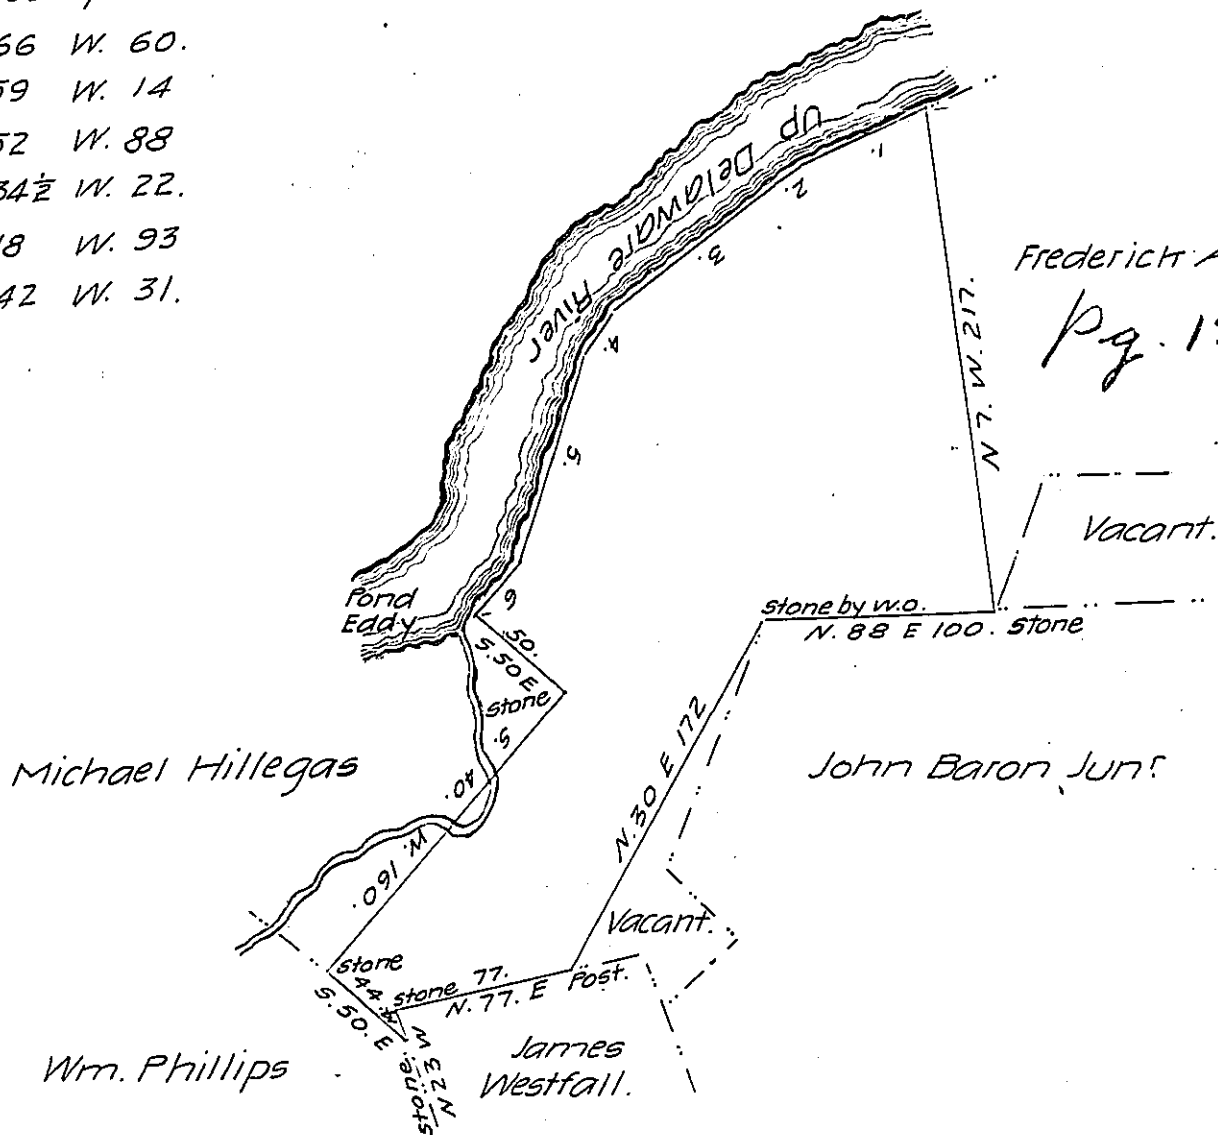 66 W. 60.
59 W. 14
52 W. 88
34½ W. 22.
18 W. 93
42 W. 31.
Up Delaware River
1.
2.
3.
4.
5.
6
Frederick A
Pg. 1
N 7. W. 217.
Vacant.
Pond
Eddy
stone by W.O.
N. 88 E 100. stone
50.
S. 50 E
stone
S. 40. W. 160.
Michael Hillegas
John Baron Junr.
N. 30 E 172
Vacant.
stone
44.
S. 50. E
stone 77.
N. 77. E Post.
4
N 23 W
stone
James
Westfall.
Wm. Phillips